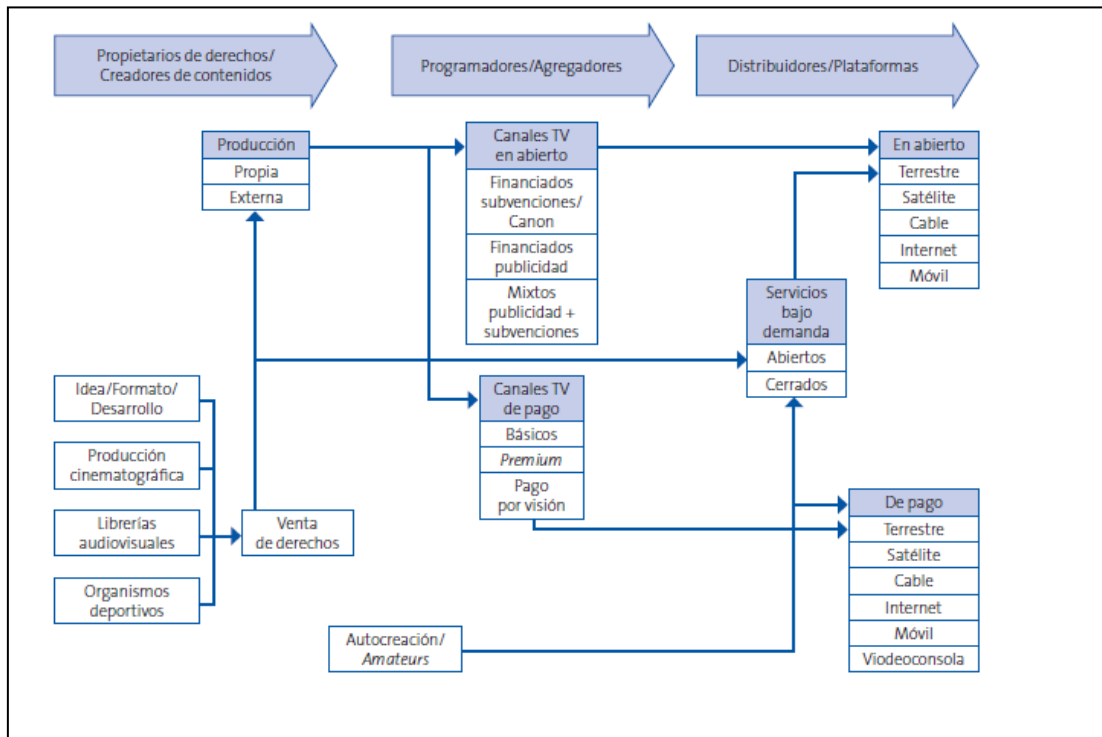 Propietarios de derechos/
Creadores de contenidos
Programadores/Agregadores
Distribuidores/Plataformas
Producción
Propia
Externa
Canales TV
en abierto
Financiados
subvenciones/
Canon
Financiados
publicidad
Mixtos
publicidad +
subvenciones
En abierto
Terrestre
Satélite
Cable
Internet
Móvil
Servicios
bajo
demanda
Abiertos
Cerrados
Idea/Formato/
Desarrollo
Producción
cinematográfica
Librerías
audiovisuales
Organismos
deportivos
Venta
de derechos
Canales TV
de pago
Básicos
Premium
Pago
por visión
De pago
Terrestre
Satélite
Cable
Internet
Móvil
Viodeoconsola
Autocreación/
Amateurs